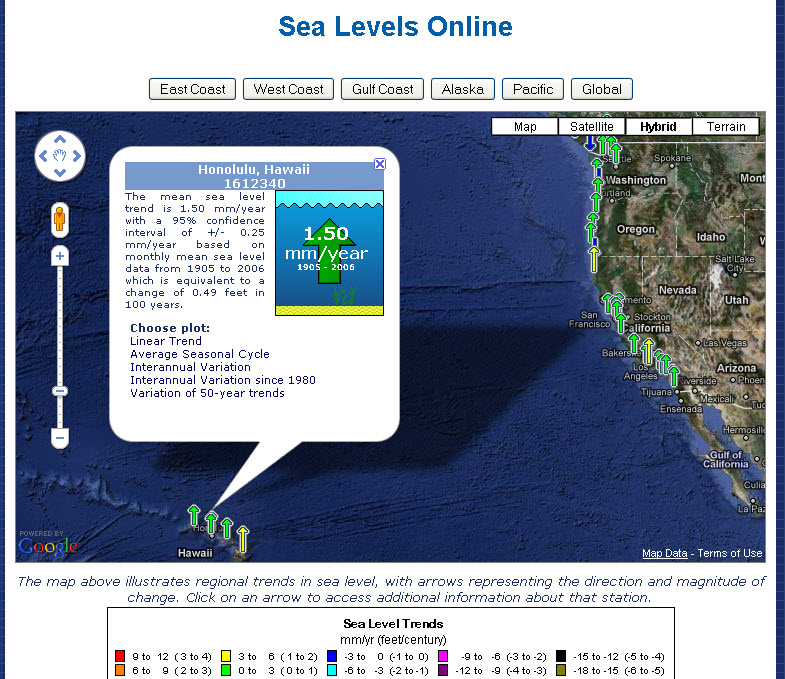 Sea Levels Online
East Coast West Coast Gulf Coast Alaska Pacific Global
Map Satellite Hybrid Terrain
Honolulu, Hawaii
1612340
The mean sea level
trend is 1.50 mm/year
with a 95% confidence
interval of +/- 0.25
mm/year based on
monthly mean sea level
data from 1905 to 2006
which is equivalent to a
change of 0.49 feet in
100 years.
1.50
mm/year
1905 - 2006
Choose plot:
Linear Trend
Average Seasonal Cycle
Interannual Variation
Interannual Variation since 1980
Variation of 50-year trends
Spokane
Washington
Mont
Oregon
Idaho
Salt Lake
City
Nevada
Utah
San
Francisco
Stockton
California
Las Vegas
Los
Angeles
Arizona
Tijuana
Mexicali
Ensenada
Gulf of
California
La Paz
Hawaii
POWERED BY
Google
Map Data - Terms of Use
The map above illustrates regional trends in sea level, with arrows representing the direction and magnitude of
change. Click on an arrow to access additional information about that station.
Sea Level Trends
mm/yr (feet/century)
9 to 12 ( 3 to 4) 3 to 6 ( 1 to 2) -3 to 0 (-1 to 0) -9 to -6 (-3 to -2) -15 to -12 (-5 to -4)
6 to 9 ( 2 to 3) 0 to 3 ( 0 to 1) -6 to -3 (-2 to -1) -12 to -9 (-4 to -3) -18 to -15 (-6 to -5)